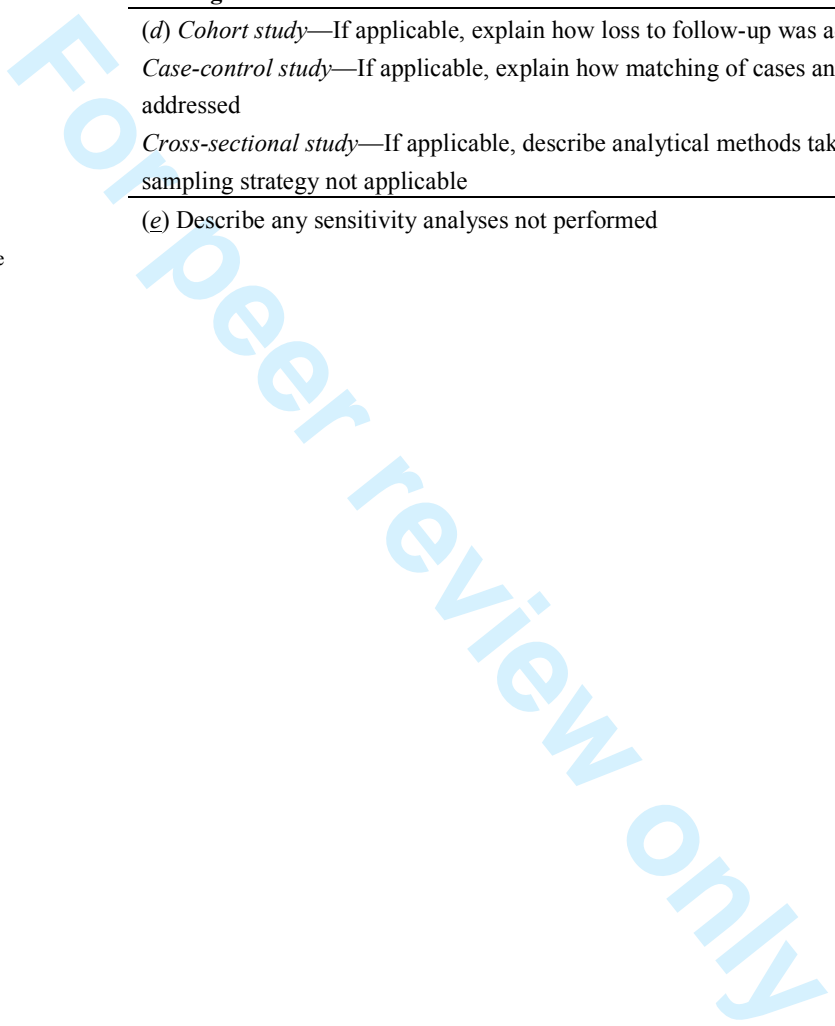 (d) Cohort study—If applicable, explain how loss to follow-up was
Case-control study—If applicable, explain how matching of cases
addressed
Cross-sectional study—If applicable, describe analytical methods
sampling strategy not applicable
(e) Describe any sensitivity analyses not performed
e
For peer review only